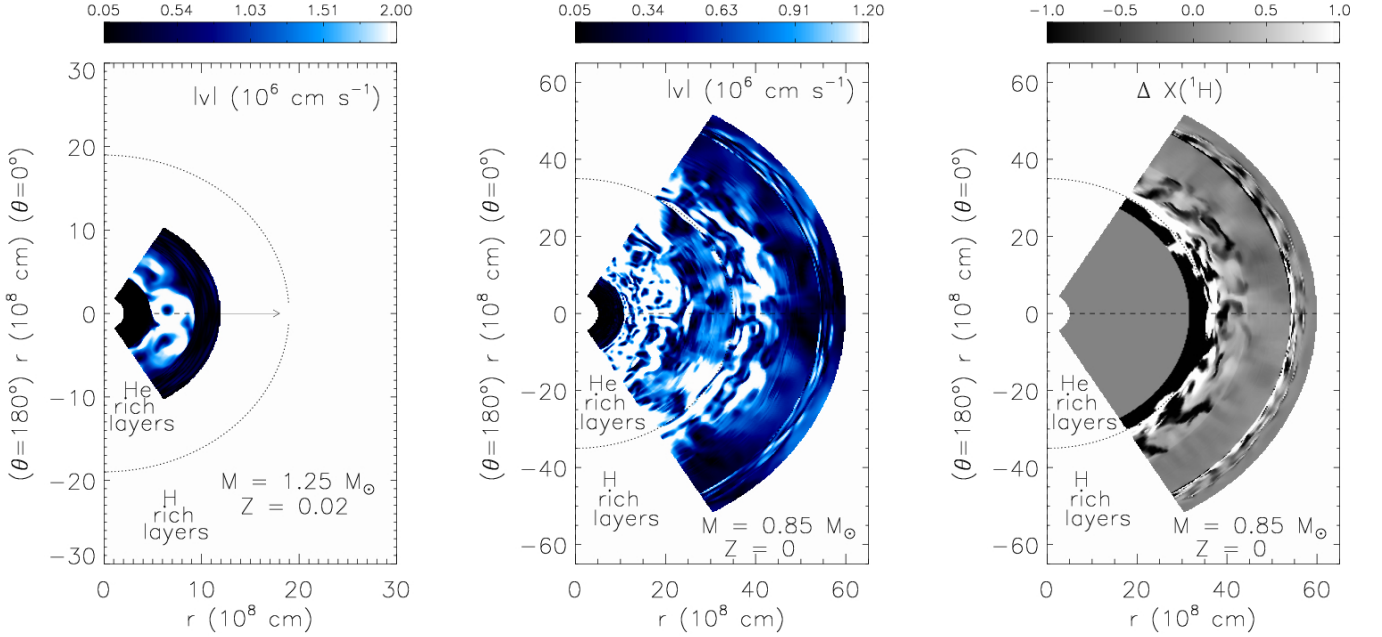 0.05 0.54 1.03 1.51 2.00
|v| (10⁶ cm s⁻¹)
(θ=180°) r (10⁸ cm) (θ=0°)
30
20
10
0
−10
−20
−30
He
rich
layers
H
rich
layers
M = 1.25 M☉
Z = 0.02
0 10 20 30
r (10⁸ cm)
0.05 0.34 0.63 0.91 1.20
|v| (10⁶ cm s⁻¹)
(θ=180°) r (10⁸ cm) (θ=0°)
60
40
20
0
−20
−40
−60
He
rich
layers
H
rich
layers
M = 0.85 M☉
Z = 0
0 20 40 60
r (10⁸ cm)
−1.0 −0.5 0.0 0.5 1.0
Δ X(¹H)
(θ=180°) r (10⁸ cm) (θ=0°)
60
40
20
0
−20
−40
−60
He
rich
layers
H
rich
layers
M = 0.85 M☉
Z = 0
0 20 40 60
r (10⁸ cm)